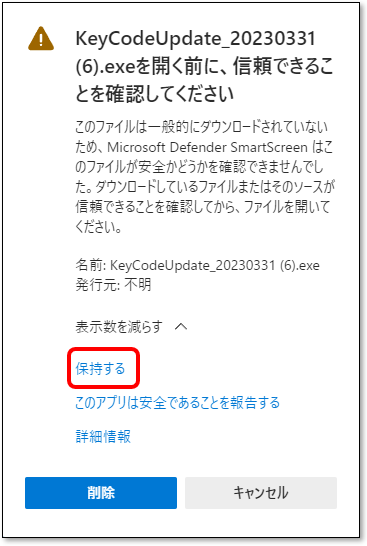 KeyCodeUpdate_20230331
(6).exeを開く前に、信頼できるこ
とを確認してください
このファイルは一般的にダウンロードされていない
ため、Microsoft Defender SmartScreen はこ
のファイルが安全かどうかを確認できませんでし
た。ダウンロードしているファイルまたはそのソースが
信頼できることを確認してから、ファイルを開いて
ください。
名前: KeyCodeUpdate_20230331 (6).exe
発行元: 不明
表示数を減らす
保持する
このアプリは安全であることを報告する
詳細情報
削除
キャンセル